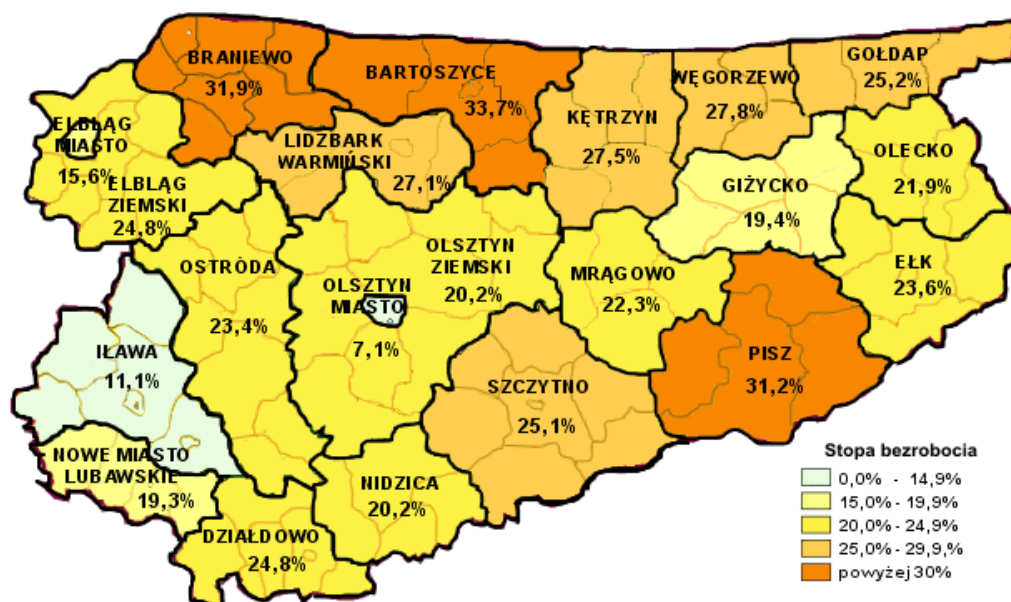 BRANIEWO
31,9%
BARTOSZYCE
33,7%
KĘTRZYN
27,5%
WĘGORZEWO
27,8%
GOŁDAP
25,2%
ELBLĄG
MIASTO
15,6%
ELBLĄG
ZIEMSKI
24,8%
LIDZBARK
WARMIŃSKI
27,1%
GIŻYCKO
19,4%
OLECKO
21,9%
OSTRÓDA
23,4%
OLSZTYN
MIASTO
7,1%
OLSZTYN
ZIEMSKI
20,2%
MRĄGOWO
22,3%
EŁK
23,6%
IŁAWA
11,1%
SZCZYTNO
25,1%
PISZ
31,2%
NOWE MIASTO
LUBAWSKIE
19,3%
DZIAŁDOWO
24,8%
NIDZICA
20,2%
Stopa bezrobocia
0,0% - 14,9%
15,0% - 19,9%
20,0% - 24,9%
25,0% - 29,9,%
powyżej 30%